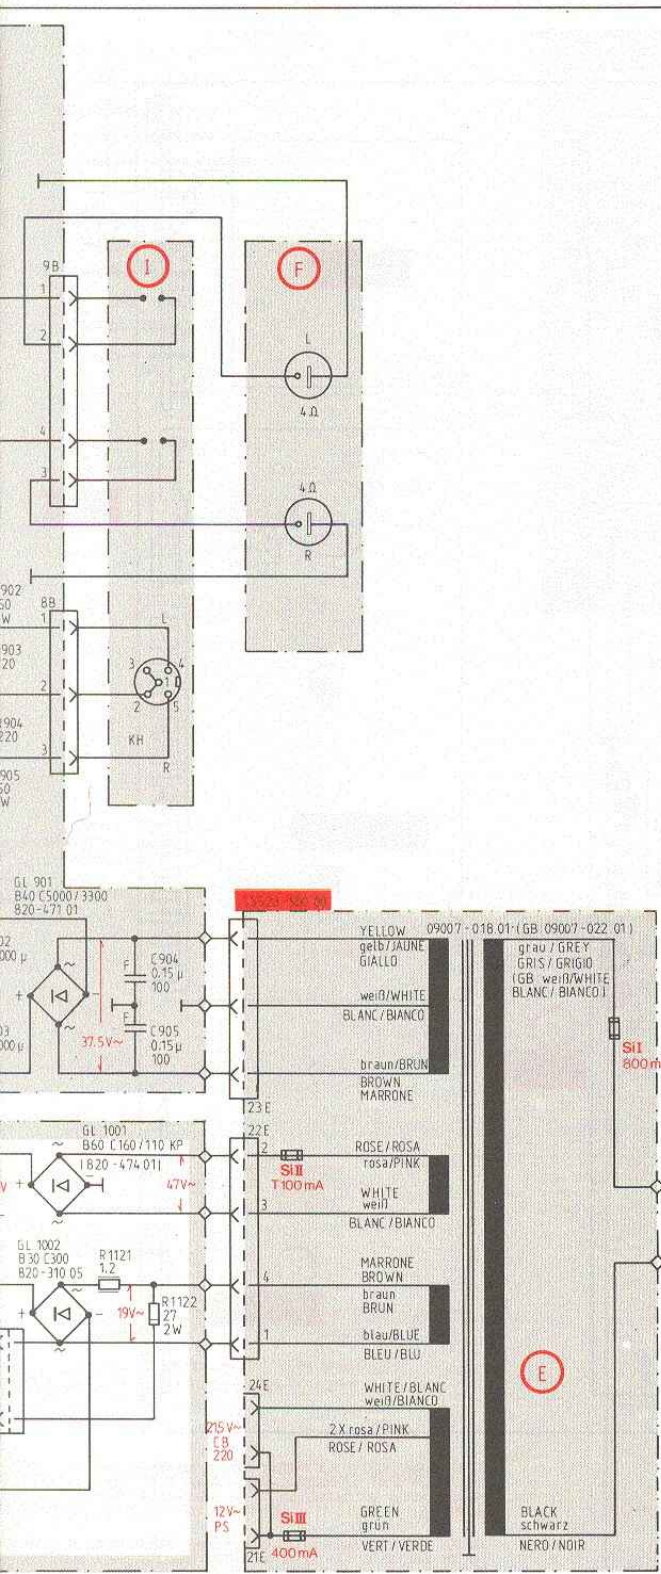 9B
I
F
1
2
L
4Ω
4
3
4Ω
R
902
W
8B
1
L
903
3
4
1
2
2
5
904
220
KH
3
R
905
W
GL 901
B40 C5000/3300
820-471 01
YELLOW
gelb/JAUNE
GIALLO
09007-018 01 (GB 09007-022 01)
grau/GREY
GRIS/GRIGIO
(GB weiß/WHITE
BLANC/BIANCO)
F
C904
0.15µ
100
weiß/WHITE
BLANC/BIANCO
+
-
F
C905
0.15µ
100
37.5V~
SiI
braun/BRUN
BROWN
MARRONE
23E
GL 1001
B60 C160/110 KP
(820-474 01)
22E
2
SiII
T100mA
ROSE/ROSA
rosa/PINK
47V~
3
WHITE
weiß
BLANC/BIANCO
GL 1002
B30 C300
820-310 05
R1121
1.2
MARRONE
BROWN
braun
BRUN
4
19V~
R1122
27
2W
1
blau/BLUE
BLEU/BLU
E
24E
WHITE/BLANC
weiß/BIANCO
21.5V~
CB
220
2X rosa/PINK
ROSE/ROSA
12V~
PS
SiIII
400mA
GREEN
grün
VERT/VERDE
21E
BLACK
schwarz
NERO/NOIR